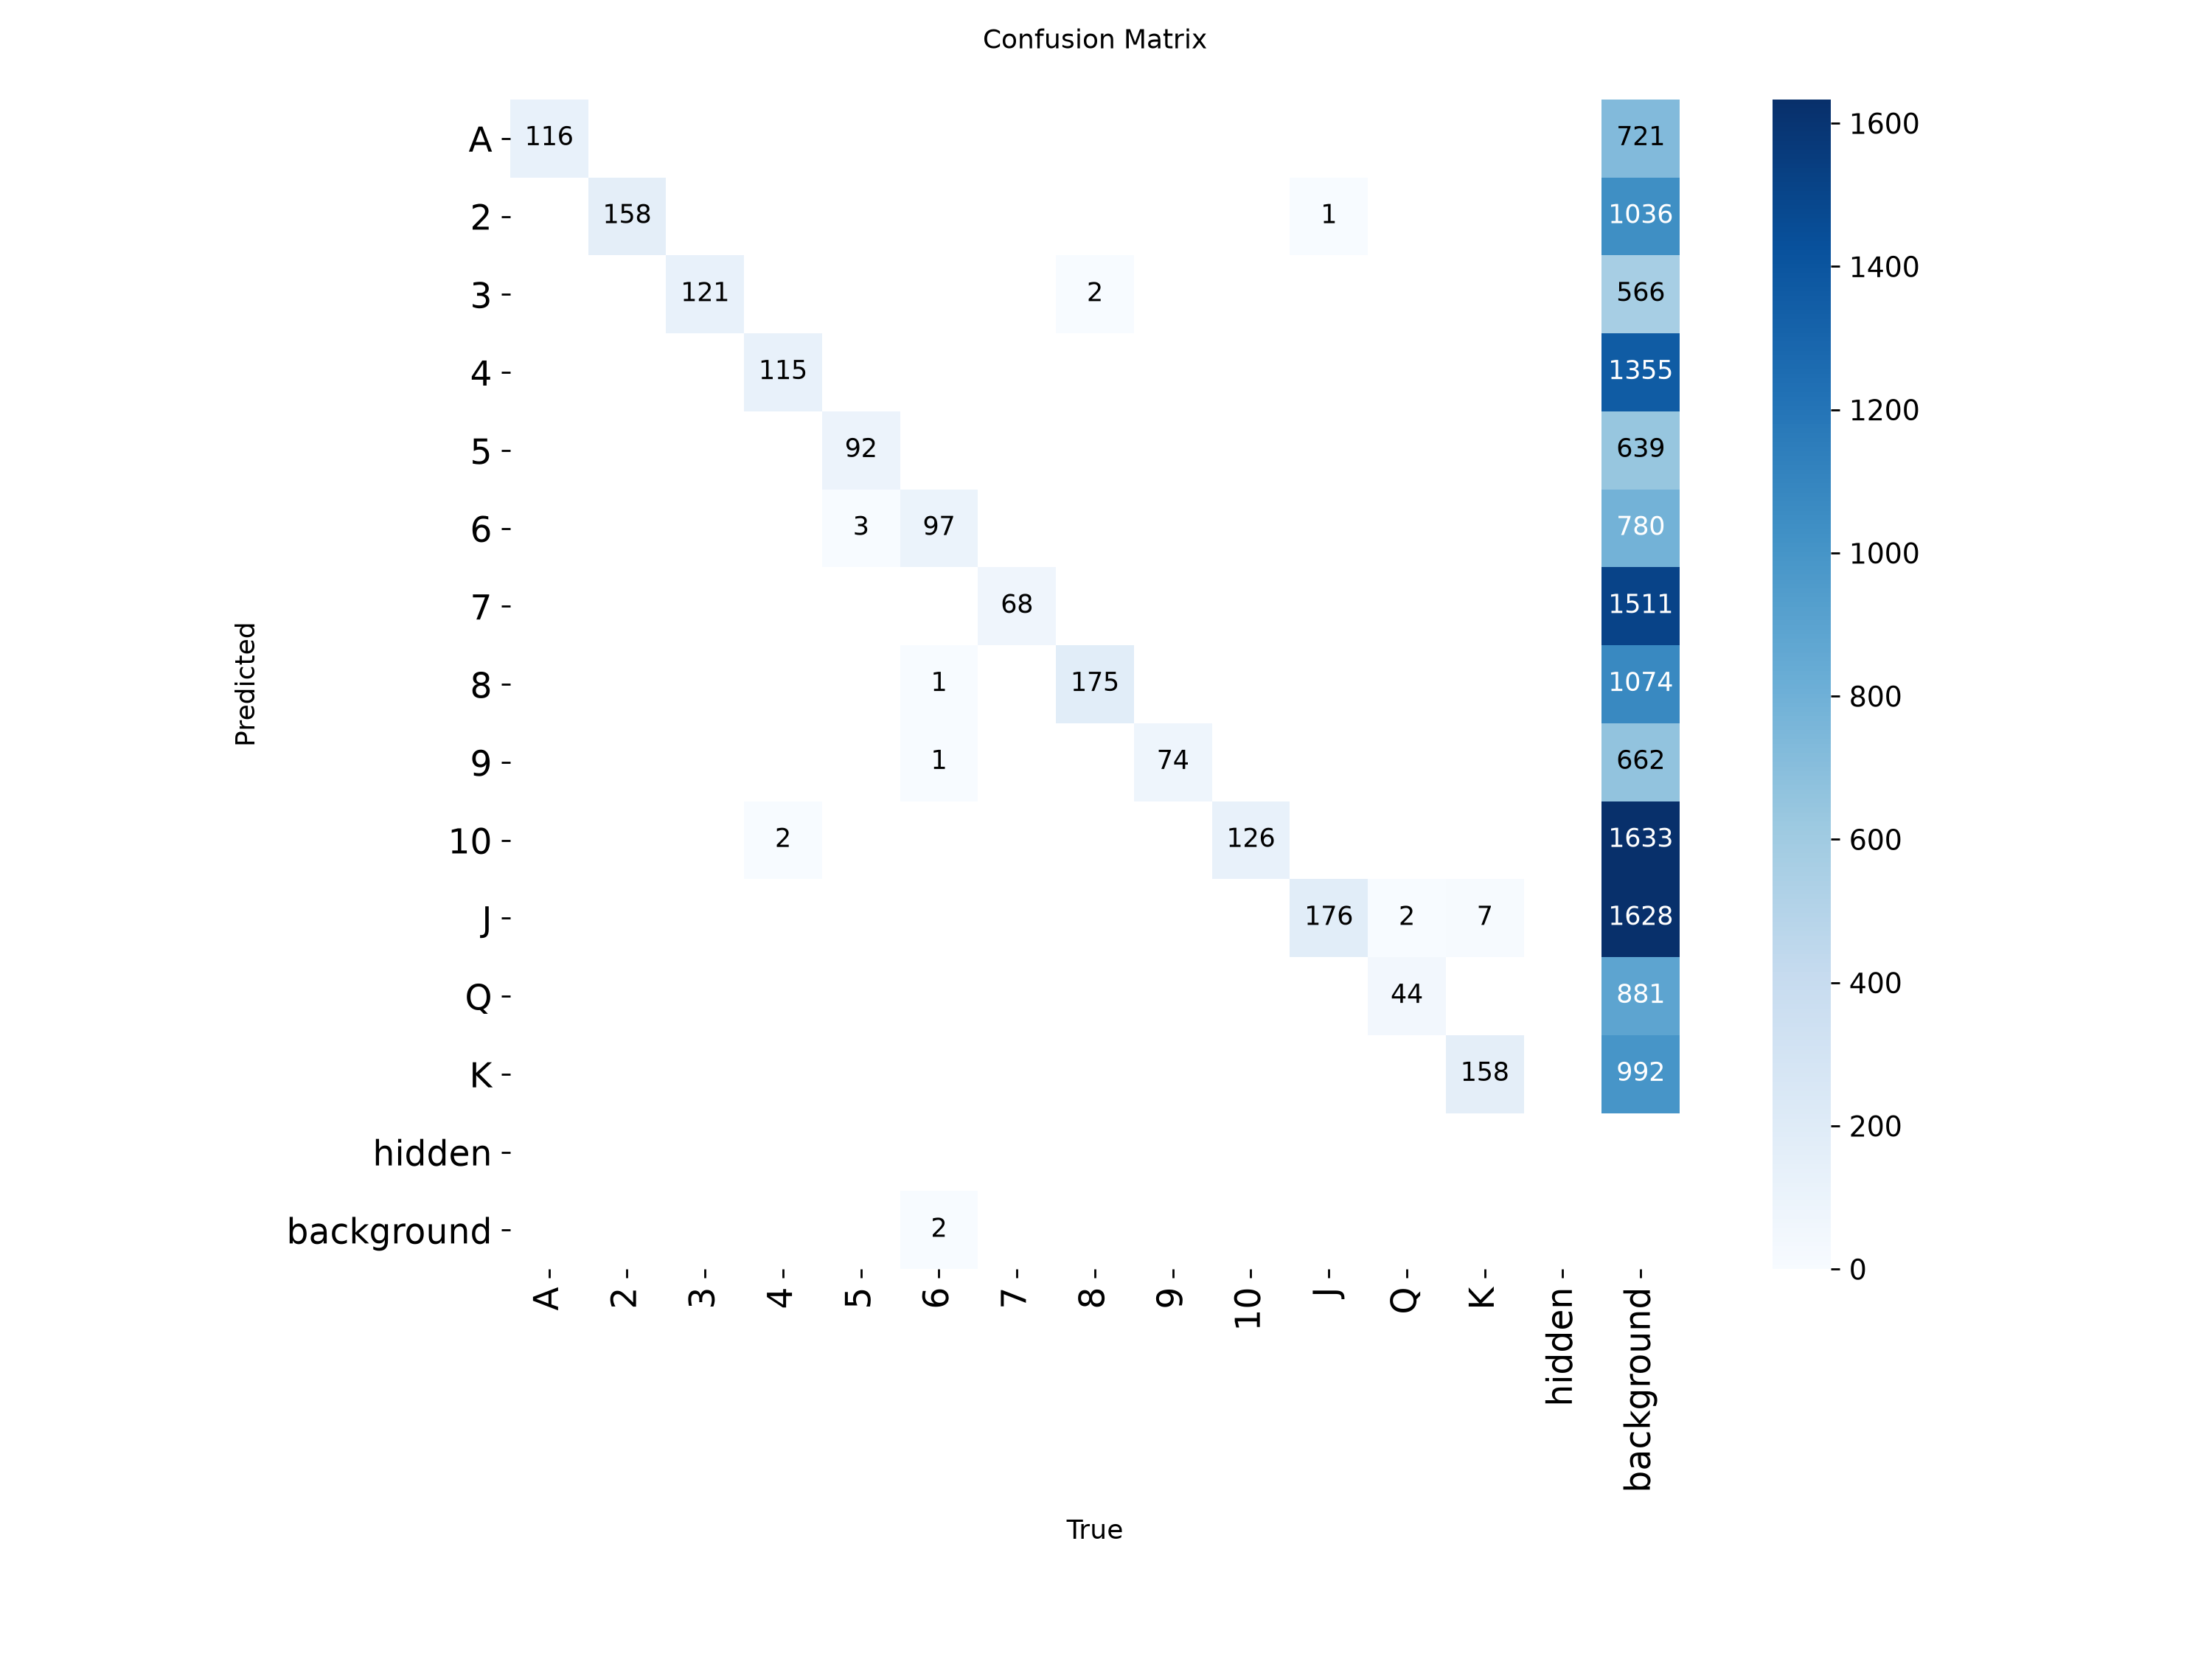 Confusion Matrix
A 116 721 1600
2 158 1 1036
3 121 2 566 1400
4 115 1355
1200
5 92 639
6 3 97 780 1000
7 68 1511
8 1 175 1074 800
9 1 74 662
10 2 126 1633 600
J 176 2 7 1628
Q 44 881 400
K 158 992
hidden 200
background 2 0
A 2 3 4 5 6 7 8 9 10 J Q K hidden background
Predicted
True